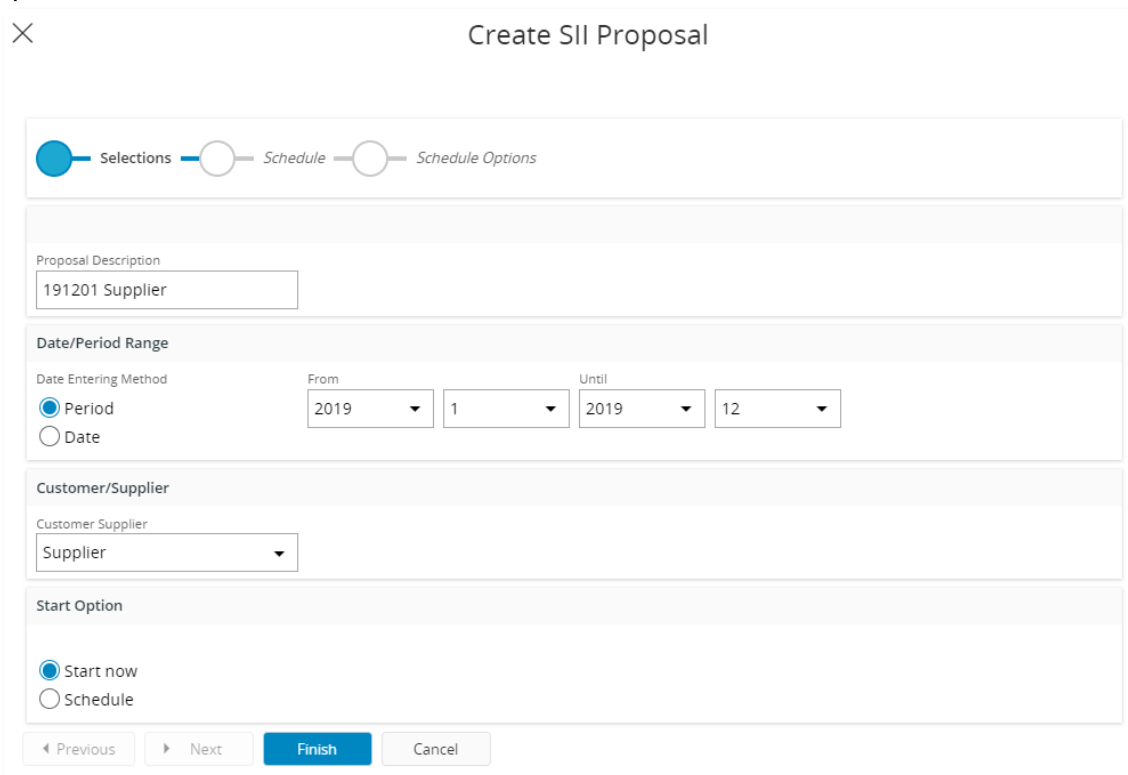 Create SII Proposal
Selections Schedule Schedule Options
Proposal Description
191201 Supplier
Date/Period Range
Date Entering Method From Until
Period 2019 1 2019 12
Date
Customer/Supplier
Customer Supplier
Supplier
Start Option
Start now
Schedule
Previous Next Finish Cancel